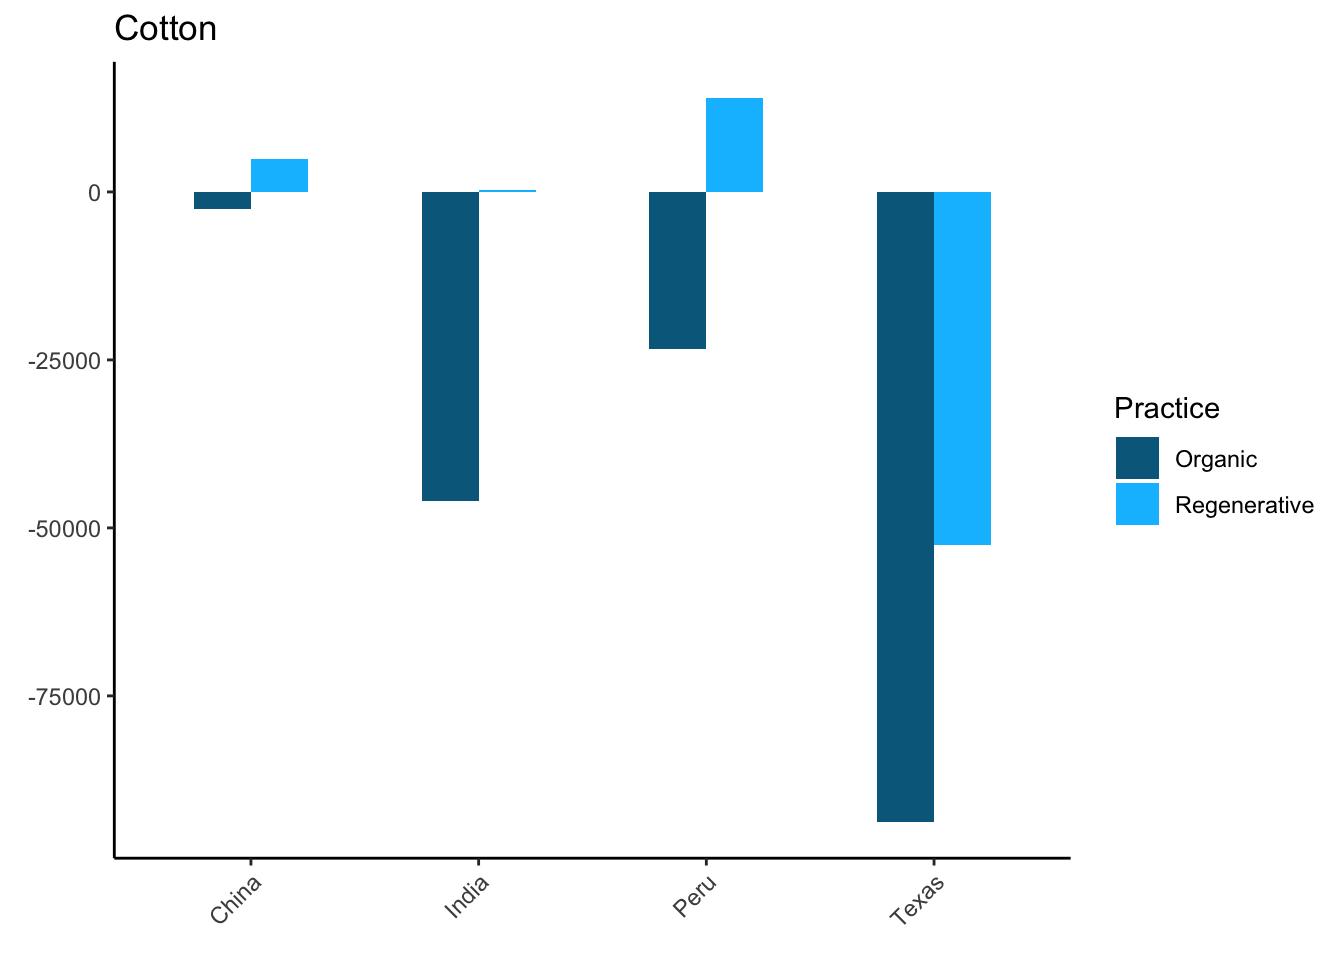 Cotton
0
-25000
-50000
-75000
China
India
Peru
Texas
Practice
Organic
Regenerative